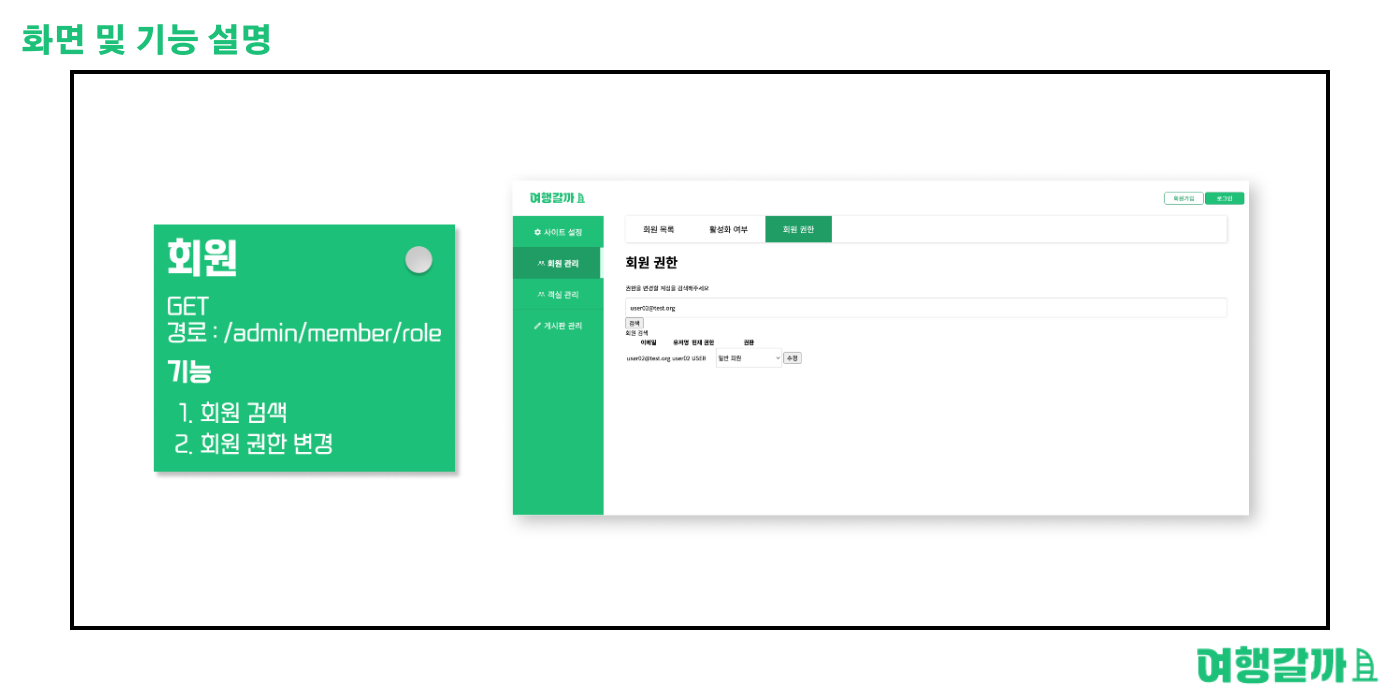 화면 및 기능 설명
회원
GET
경로 : /admin/member/role
기능
1. 회원 검색
2. 회원 권한 변경
여행갈까
회원가입 로그인
사이트 설정
회원 관리
객실 관리
게시판 관리
회원 목록 활성화 여부 회원 권한
회원 권한
권한을 변경할 계정을 검색해주세요
user02@test.org
검색
회원 검색
이메일 유저명 현재 권한 권한
user02@test.org user02 USER 일반 회원 수정
여행갈까